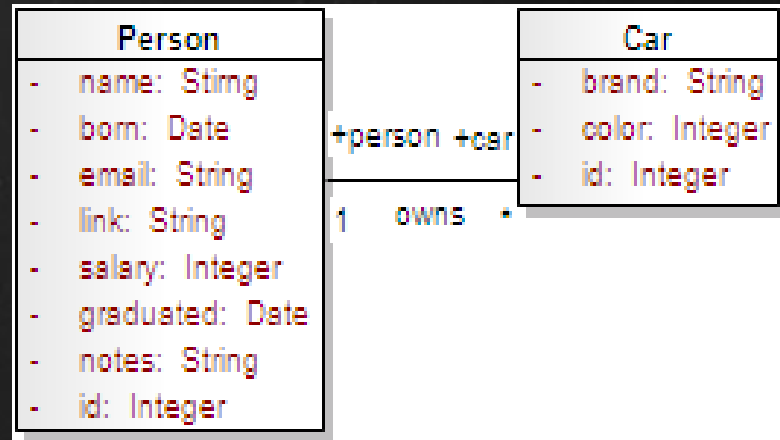 Person
- name: Stirng
- born: Date
- email: String
- link: String
- salary: Integer
- graduated: Date
- notes: String
- id: Integer
+person +car
1 owns *
Car
- brand: String
- color: Integer
- id: Integer